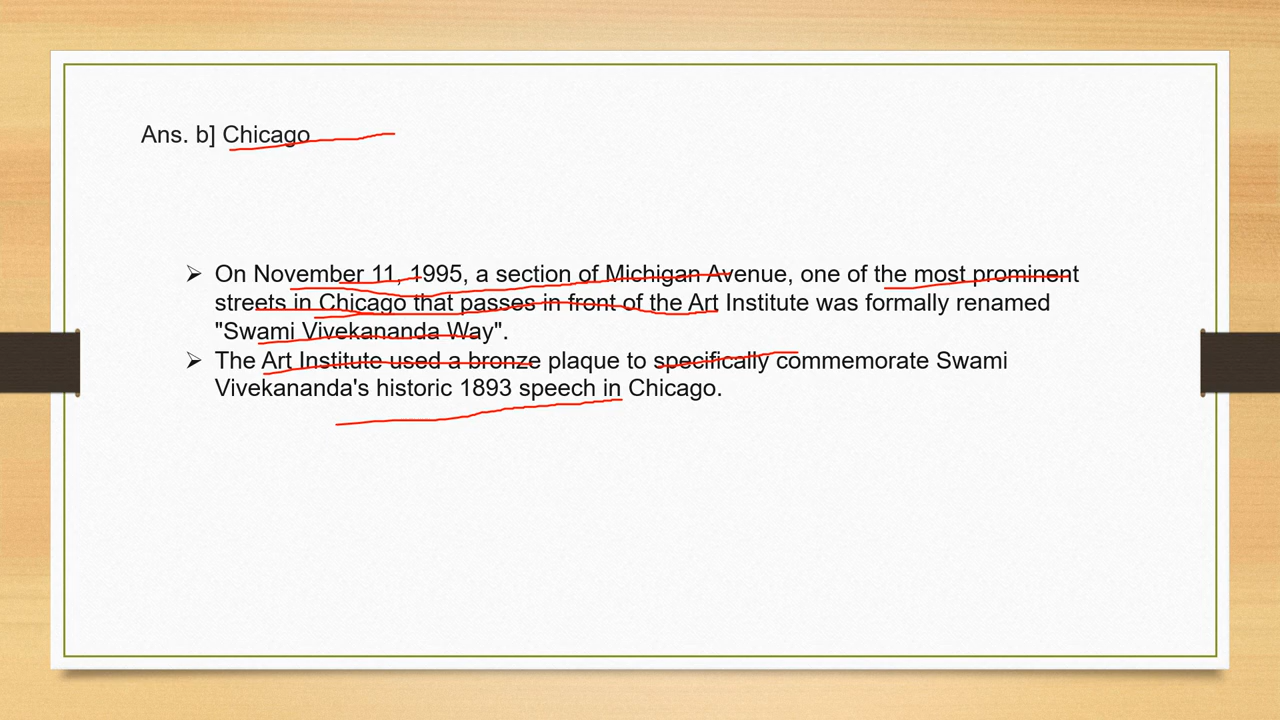 Ans. b] Chicago
➢ On November 11, 1995, a section of Michigan Avenue, one of the most prominent
streets in Chicago that passes in front of the Art Institute was formally renamed
"Swami Vivekananda Way".
➢ The Art Institute used a bronze plaque to specifically commemorate Swami
Vivekananda's historic 1893 speech in Chicago.